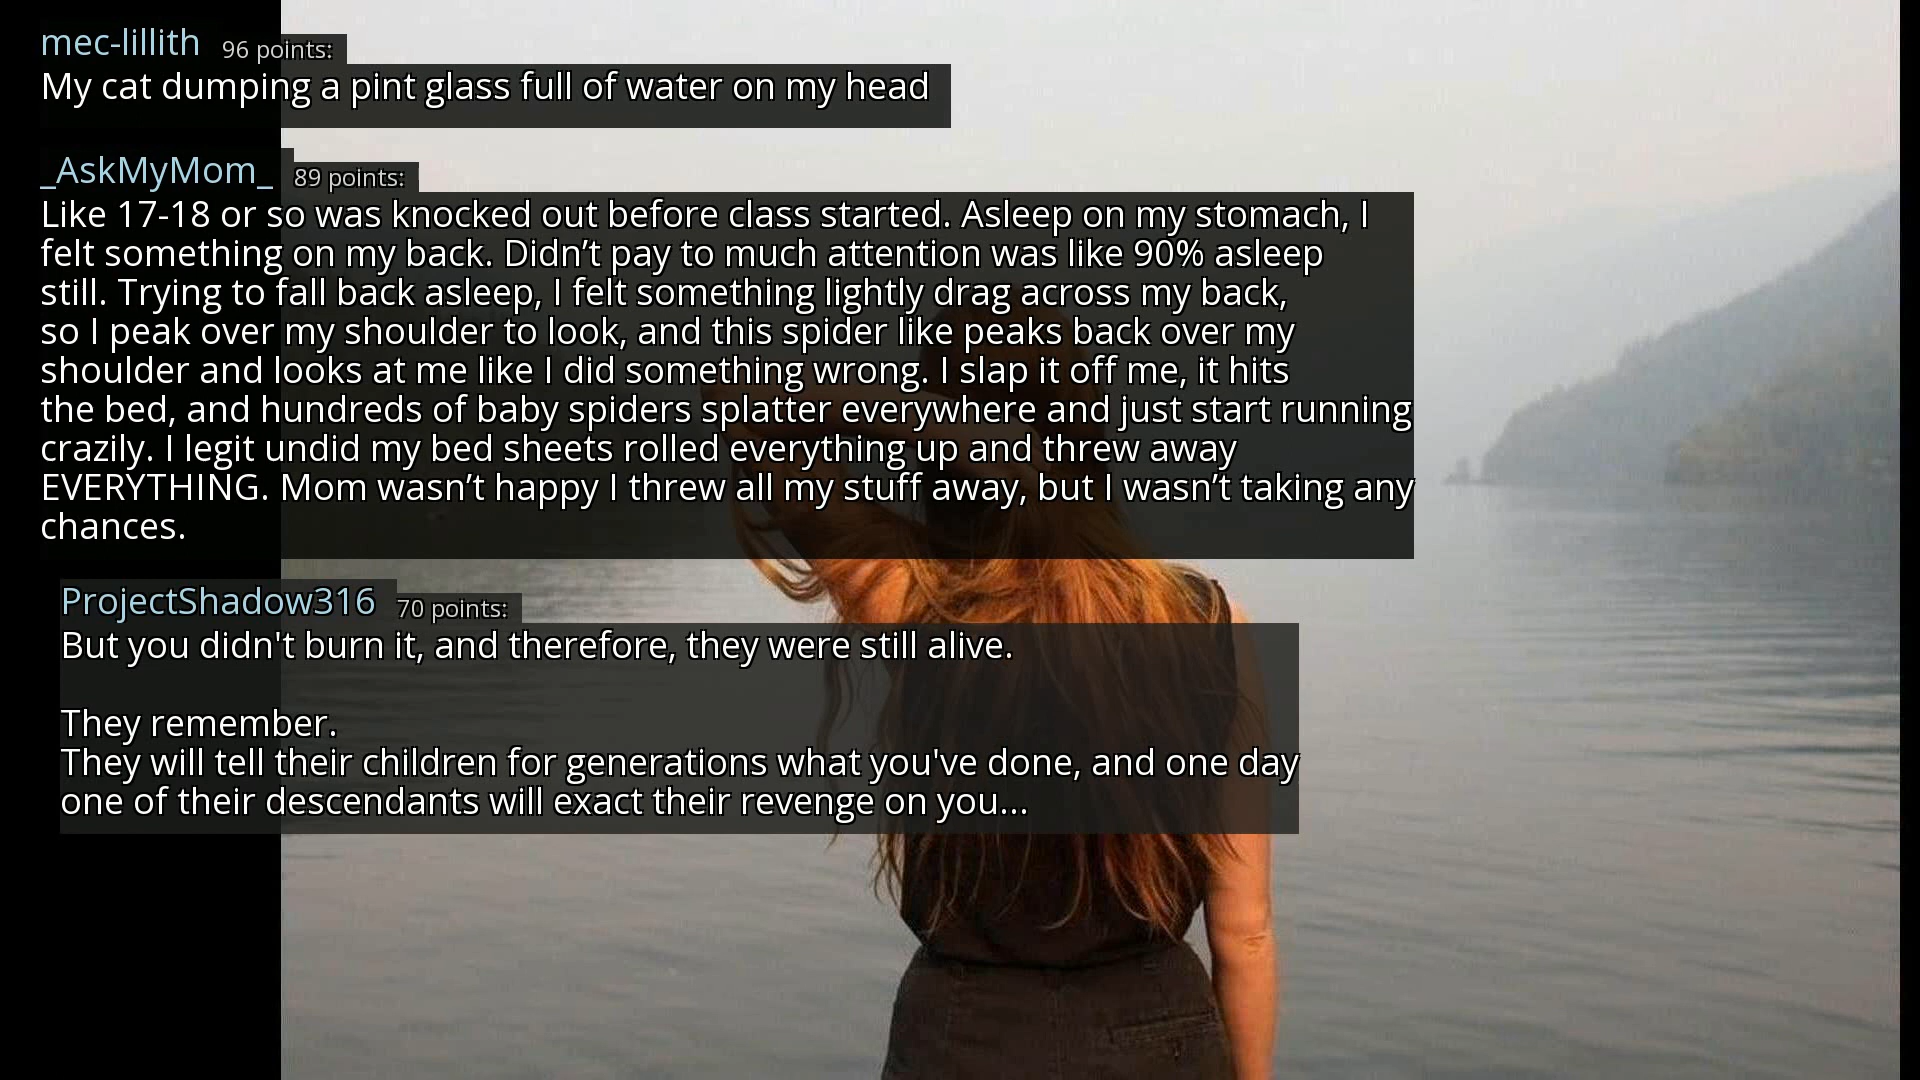 mec-lillith 96 points:
My cat dumping a pint glass full of water on my head
_AskMyMom_ 89 points:
Like 17-18 or so was knocked out before class started. Asleep on my stomach, I
felt something on my back. Didn’t pay to much attention was like 90% asleep
still. Trying to fall back asleep, I felt something lightly drag across my back,
so I peak over my shoulder to look, and this spider like peaks back over my
shoulder and looks at me like I did something wrong. I slap it off me, it hits
the bed, and hundreds of baby spiders splatter everywhere and just start running
crazily. I legit undid my bed sheets rolled everything up and threw away
EVERYTHING. Mom wasn’t happy I threw all my stuff away, but I wasn’t taking any
chances.
ProjectShadow316 70 points:
But you didn't burn it, and therefore, they were still alive.
They remember.
They will tell their children for generations what you've done, and one day
one of their descendants will exact their revenge on you...